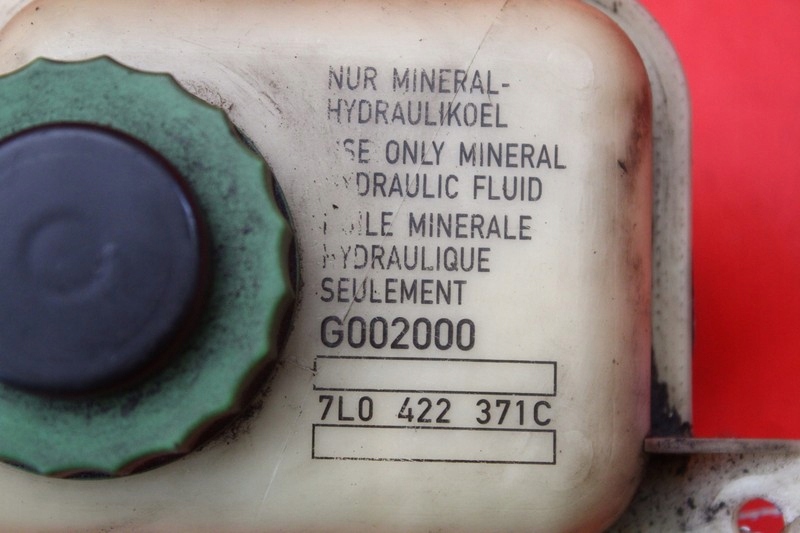 NUR MINERAL-
HYDRAULIKOEL
USE ONLY MINERAL
HYDRAULIC FLUID
HUILE MINERALE
HYDRAULIQUE
SEULEMENT
G002000
7L0 422 371C